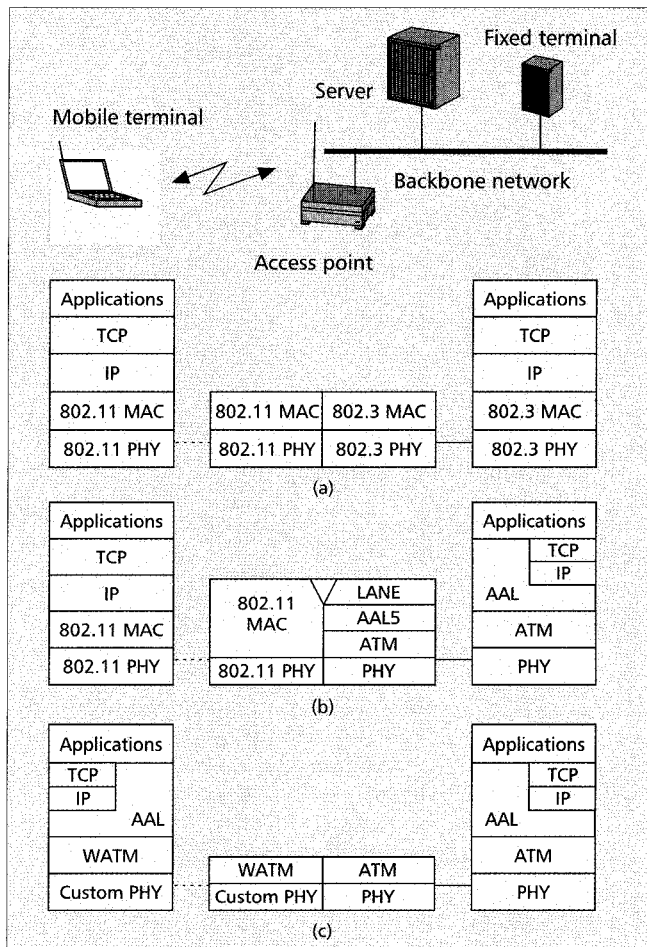 Fixed terminal
Server
Mobile terminal
Backbone network
Access point
Applications
TCP
IP
802.11 MAC
802.11 PHY
802.11 MAC
802.3 MAC
802.11 PHY
802.3 PHY
Applications
TCP
IP
802.3 MAC
802.3 PHY
(a)
Applications
TCP
IP
802.11 MAC
802.11 PHY
802.11
MAC
LANE
AAL5
ATM
802.11 PHY
PHY
Applications
TCP
IP
AAL
ATM
PHY
(b)
Applications
TCP
IP
AAL
WATM
Custom PHY
WATM
ATM
Custom PHY
PHY
Applications
TCP
IP
AAL
ATM
PHY
(c)